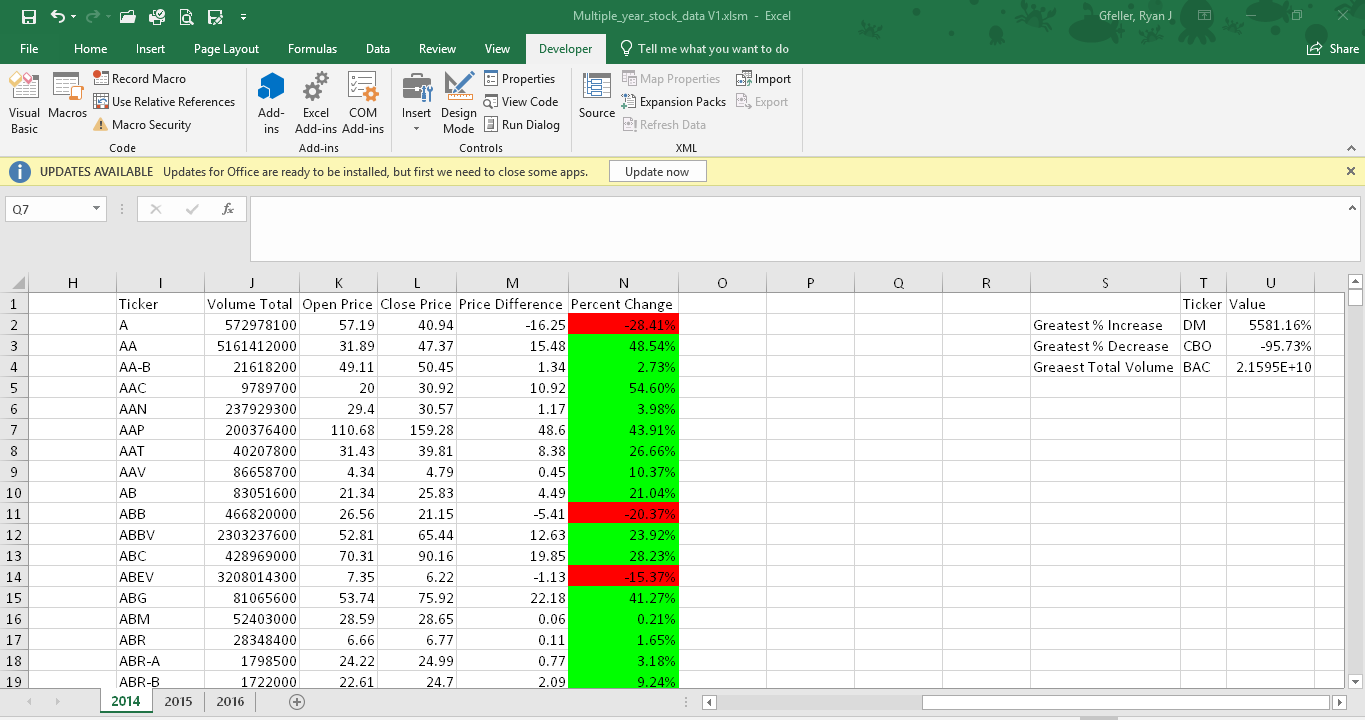 Multiple_year_stock_data V1.xlsm - Excel
Gfeller, Ryan J
File Home Insert Page Layout Formulas Data Review View Developer Tell me what you want to do Share
Visual Basic
Macros
Record Macro
Use Relative References
Macro Security
Code
Add-ins
Excel Add-ins
COM Add-ins
Add-ins
Insert
Design Mode
Properties
View Code
Run Dialog
Controls
Source
Map Properties
Expansion Packs
Refresh Data
Import
Export
XML
UPDATES AVAILABLE Updates for Office are ready to be installed, but first we need to close some apps. Update now
Q7 fx
H I J K L M N O P Q R S T U
1 Ticker Volume Total Open Price Close Price Price Difference Percent Change Ticker Value
2 A 572978100 57.19 40.94 -16.25 -28.41% Greatest % Increase DM 5581.16%
3 AA 5161412000 31.89 47.37 15.48 48.54% Greatest % Decrease CBO -95.73%
4 AA-B 21618200 49.11 50.45 1.34 2.73% Greaest Total Volume BAC 2.1595E+10
5 AAC 9789700 20 30.92 10.92 54.60%
6 AAN 237929300 29.4 30.57 1.17 3.98%
7 AAP 200376400 110.68 159.28 48.6 43.91%
8 AAT 40207800 31.43 39.81 8.38 26.66%
9 AAV 86658700 4.34 4.79 0.45 10.37%
10 AB 83051600 21.34 25.83 4.49 21.04%
11 ABB 466820000 26.56 21.15 -5.41 -20.37%
12 ABBV 2303237600 52.81 65.44 12.63 23.92%
13 ABC 428969000 70.31 90.16 19.85 28.23%
14 ABEV 3208014300 7.35 6.22 -1.13 -15.37%
15 ABG 81065600 53.74 75.92 22.18 41.27%
16 ABM 52403000 28.59 28.65 0.06 0.21%
17 ABR 28348400 6.66 6.77 0.11 1.65%
18 ABR-A 1798500 24.22 24.99 0.77 3.18%
19 ABR-B 1722000 22.61 24.7 2.09 9.24%
2014 2015 2016